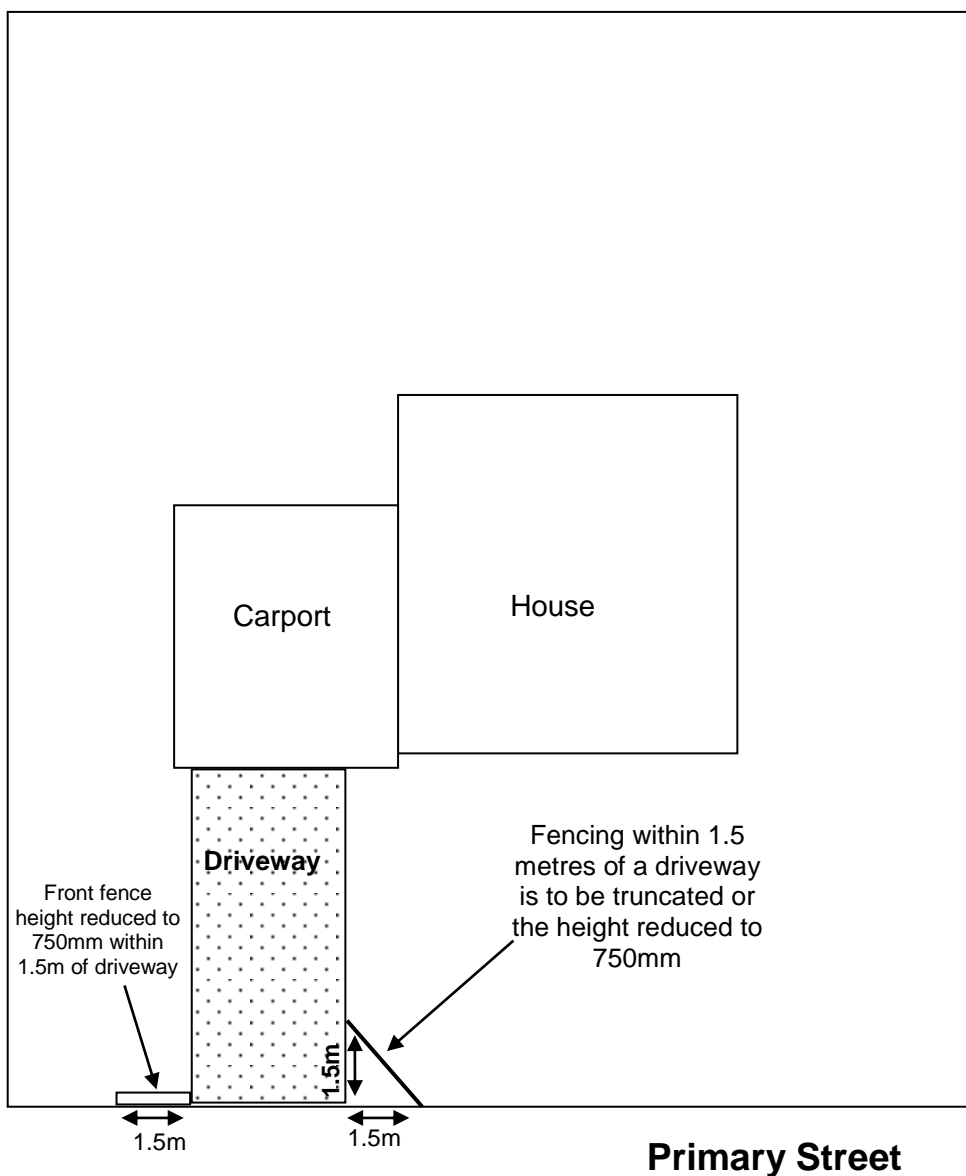 Carport
House
Driveway
Front fence
height reduced to
750mm within
1.5m of driveway
Fencing within 1.5
metres of a driveway
is to be truncated or
the height reduced to
750mm
1.5m
1.5m
1.5m
Primary Street